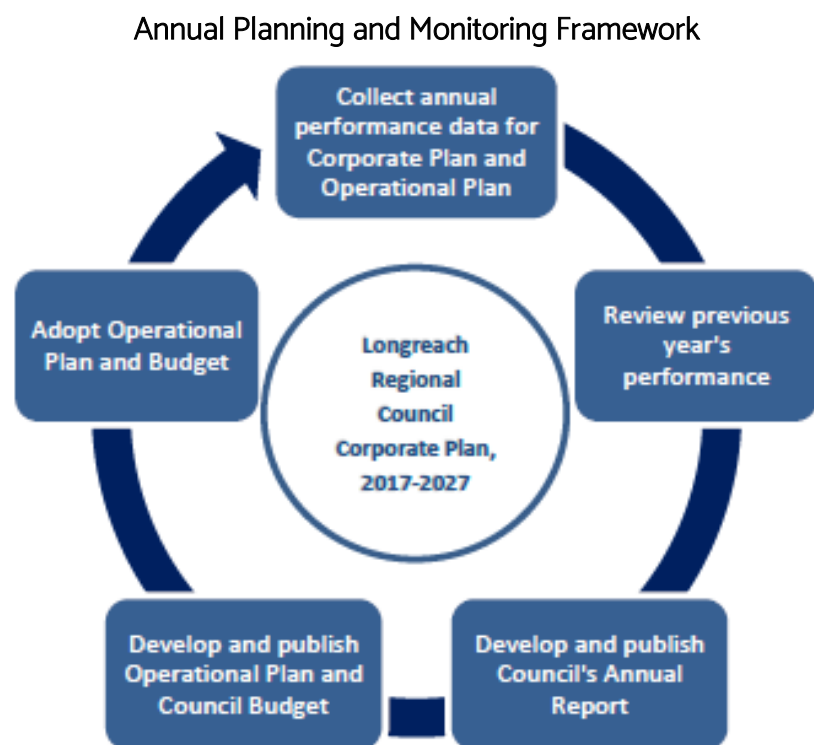 Annual Planning and Monitoring Framework
Collect annual
performance data for
Corporate Plan and
Operational Plan
Review previous
year's
performance
Develop and publish
Council's Annual
Report
Develop and publish
Operational Plan and
Council Budget
Adopt Operational
Plan and Budget
Longreach
Regional
Council
Corporate Plan,
2017-2027